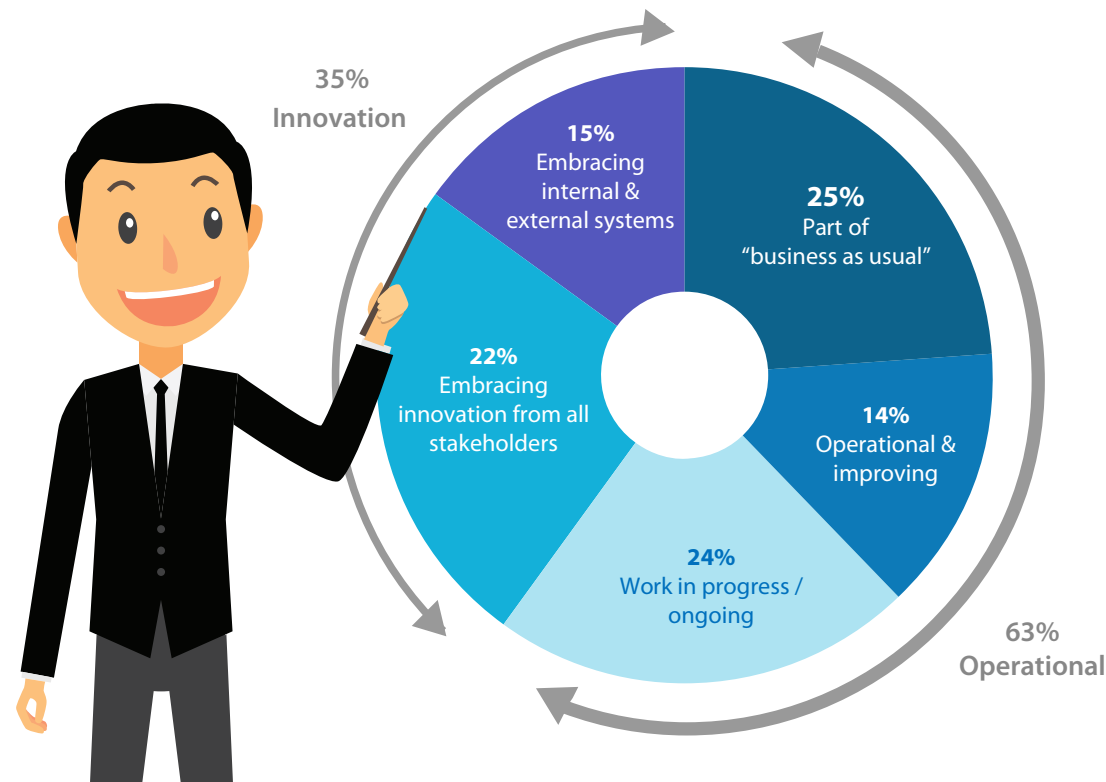 35%
Innovation
15%
Embracing
internal &
external systems
25%
Part of
“business as usual”
22%
Embracing
innovation from all
stakeholders
14%
Operational &
improving
24%
Work in progress /
ongoing
63%
Operational